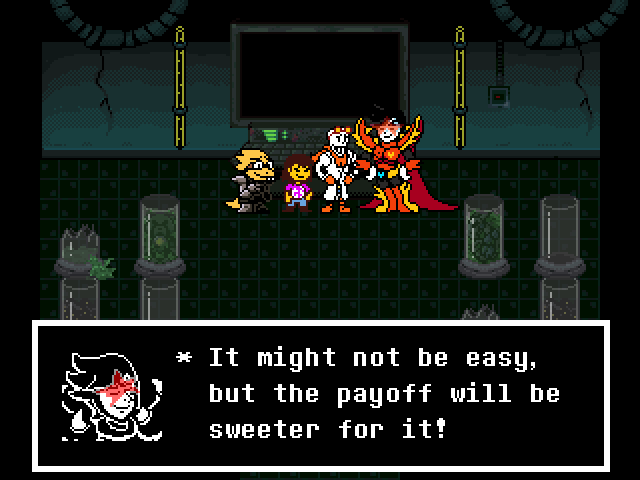 * It might not be easy,
but the payoff will be
sweeter for it!